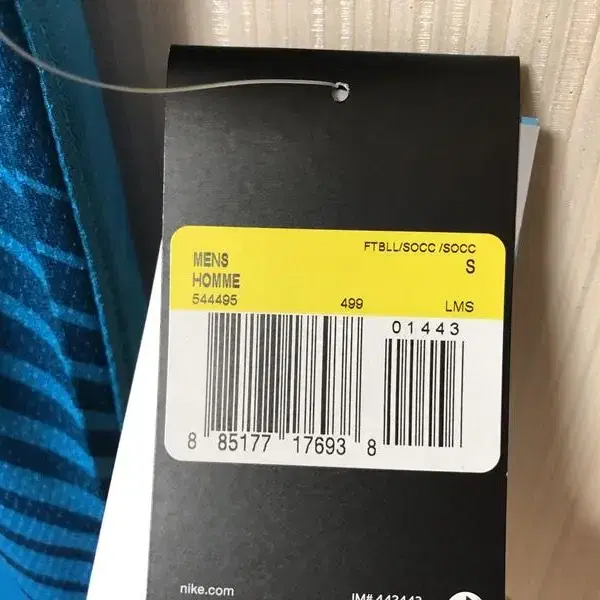 FTBLL/SOCC /SOCC
MENS S
HOMME
544495 499 LMS
01443
8 85177 17693 8
nike.com